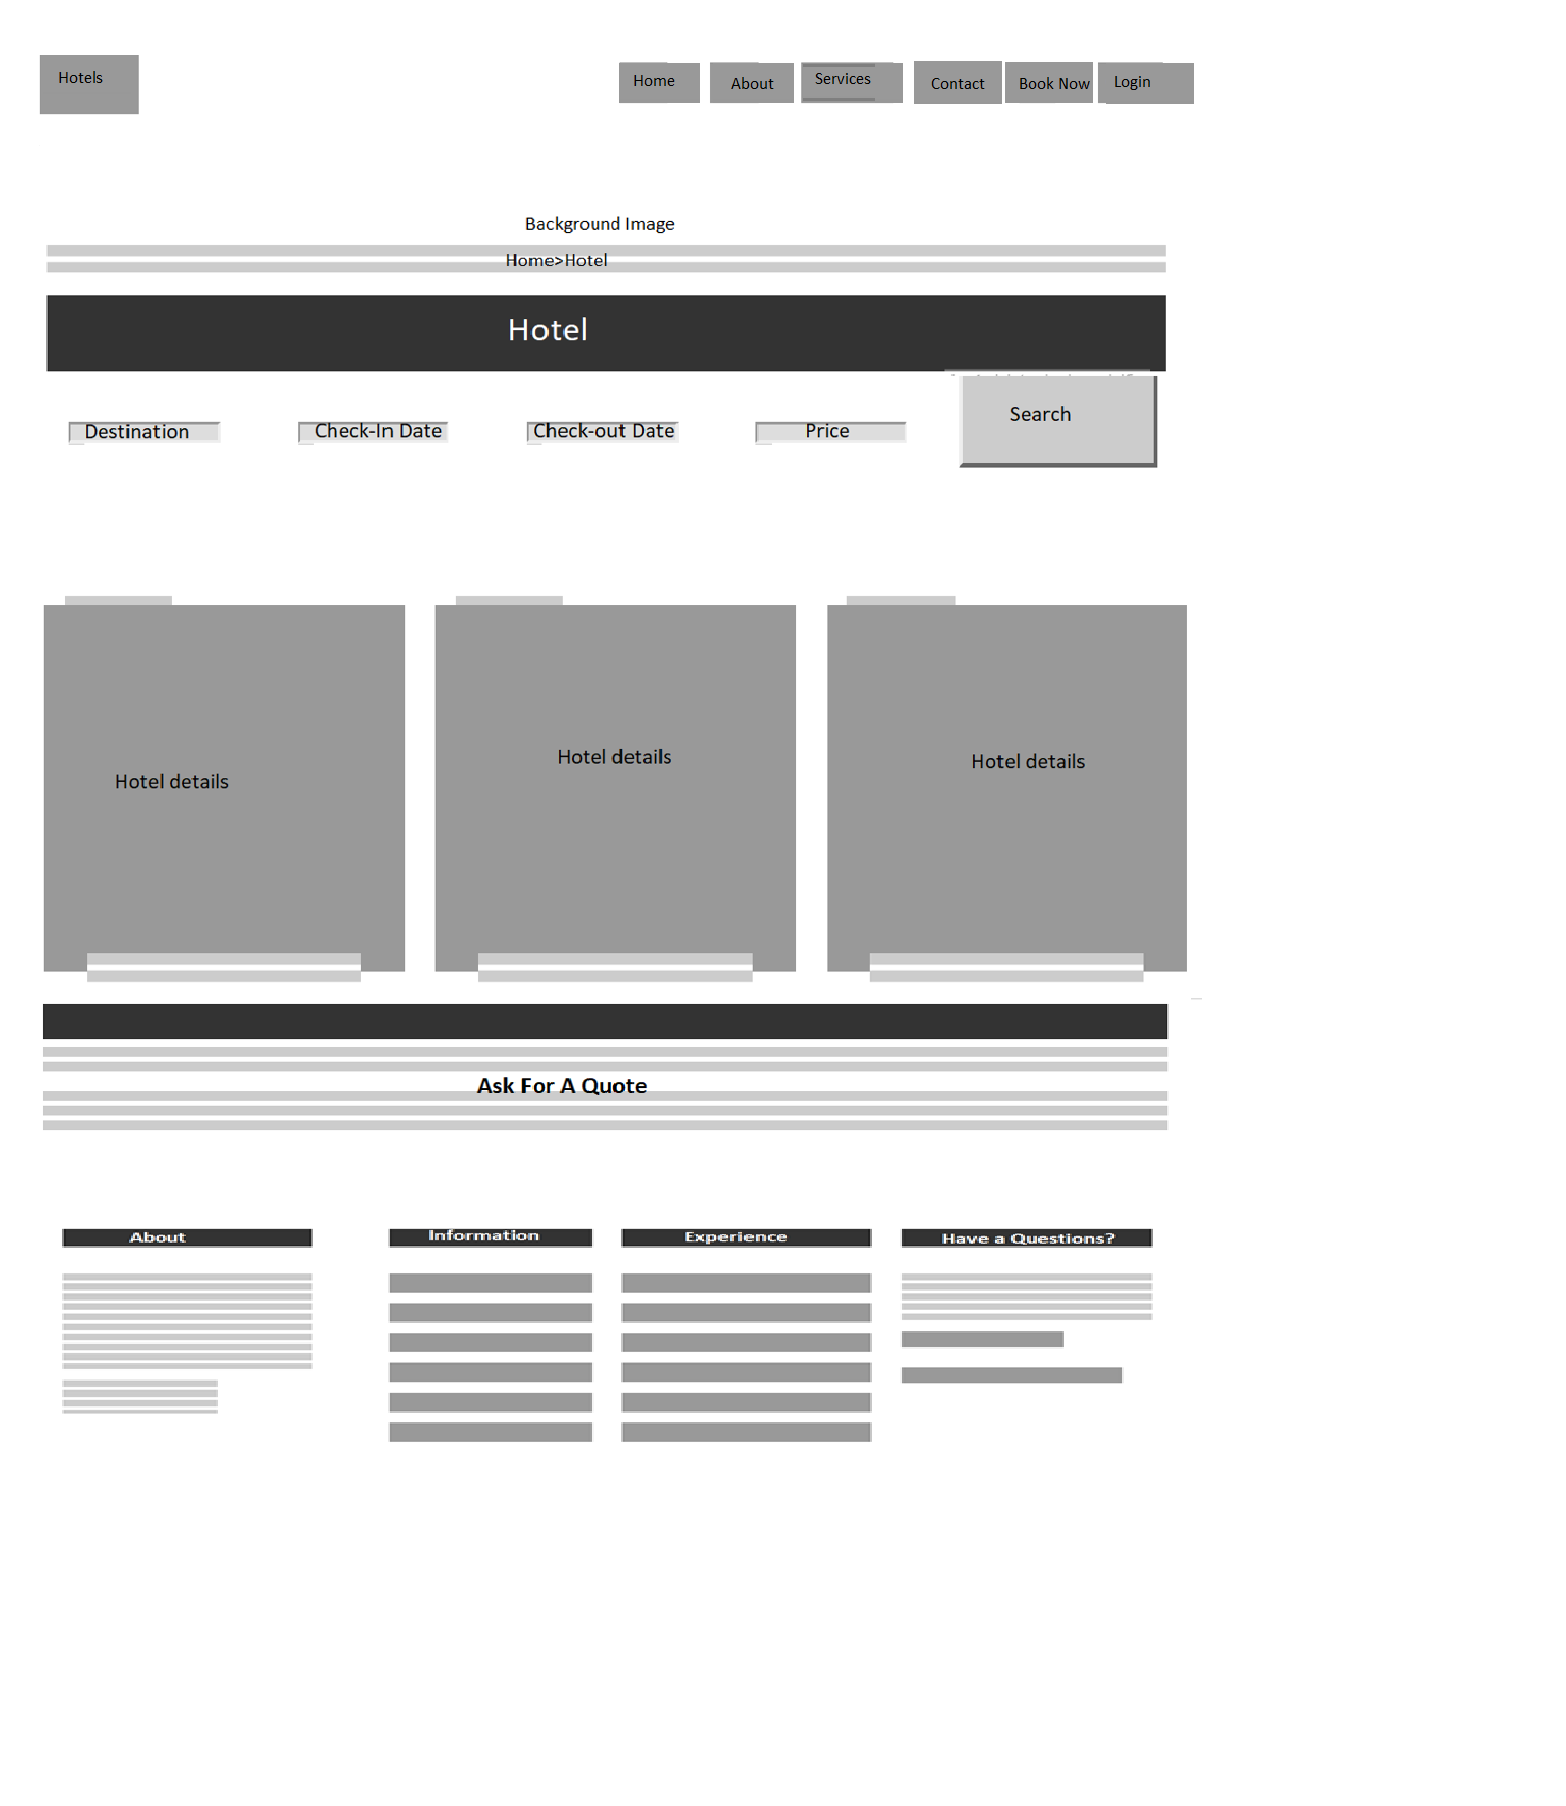 Hotels
Home
About
Services
Contact
Book Now
Login
Background Image
Home>Hotel
Hotel
Destination
Check-In Date
Check-out Date
Price
Search
Hotel details
Hotel details
Hotel details
Ask For A Quote
About
Information
Experience
Have a Questions?